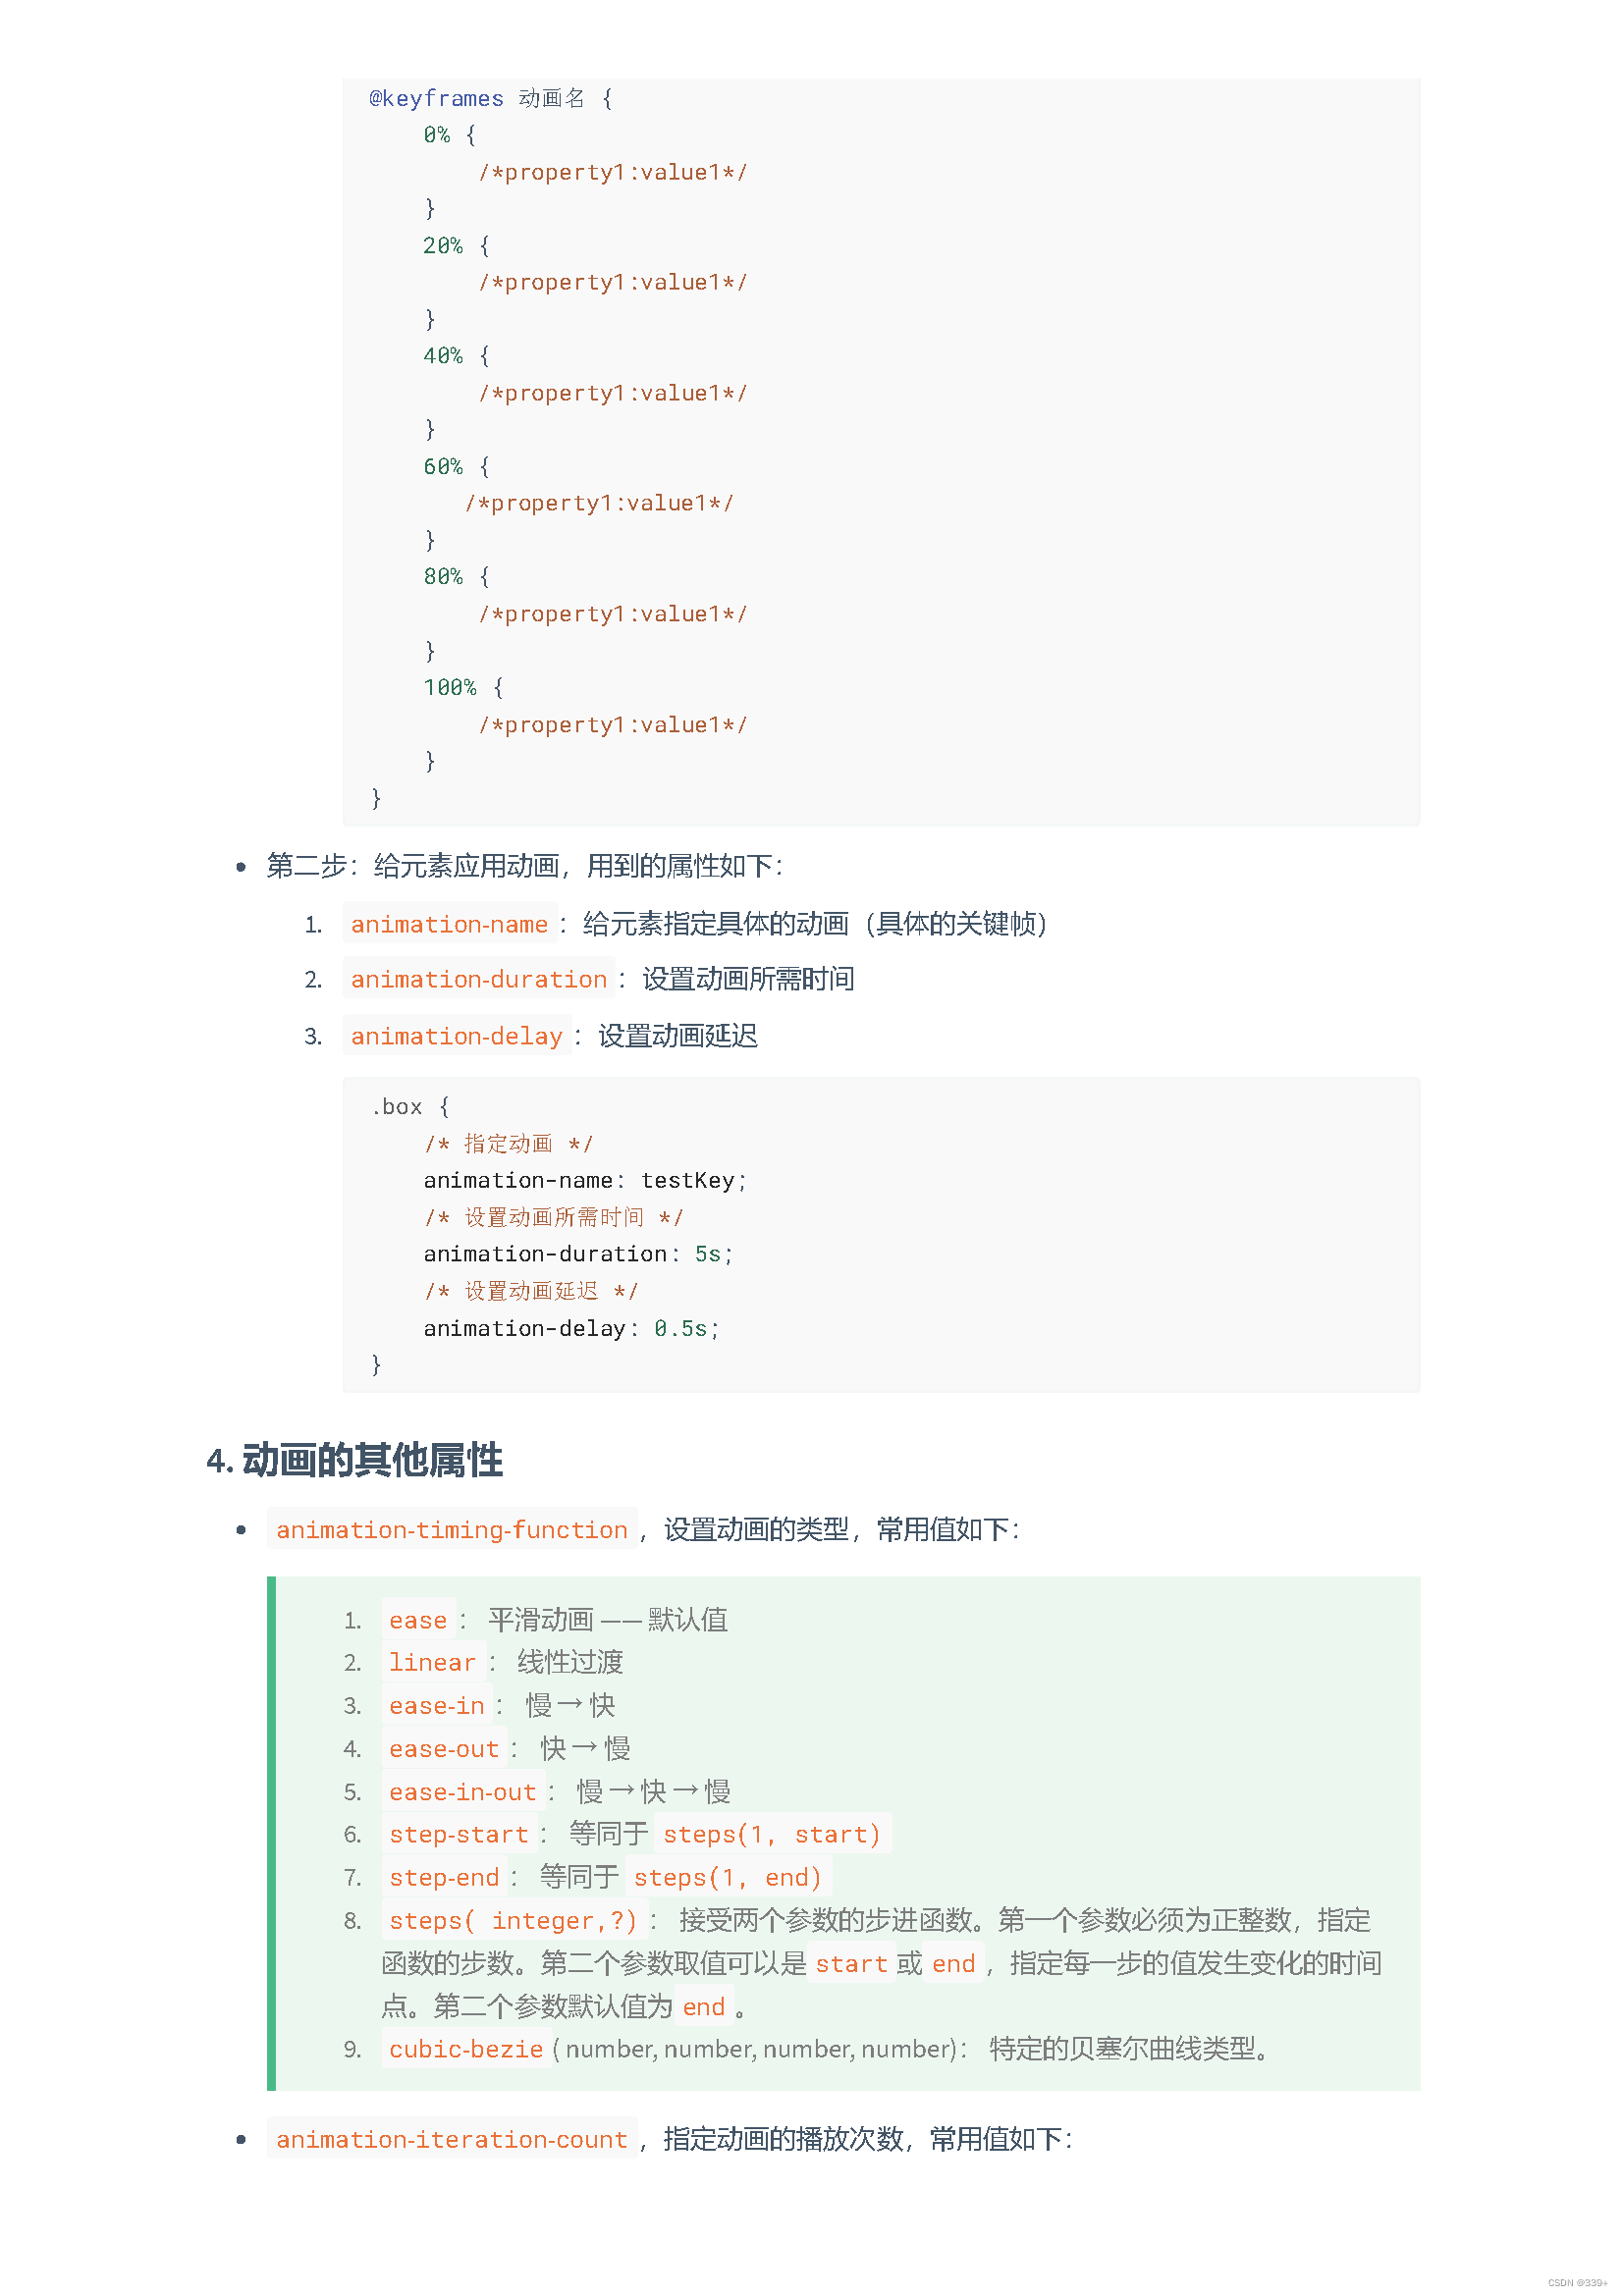 @keyframes 动画名 {
0% {
/*property1:value1*/
}
20% {
/*property1:value1*/
}
40% {
/*property1:value1*/
}
60% {
/*property1:value1*/
}
80% {
/*property1:value1*/
}
100% {
/*property1:value1*/
}
}
• 第二步：给元素应用动画，用到的属性如下：
1. animation-name：给元素指定具体的动画（具体的关键帧）
2. animation-duration：设置动画所需时间
3. animation-delay：设置动画延迟
.box {
/* 指定动画 */
animation-name: testKey;
/* 设置动画所需时间 */
animation-duration: 5s;
/* 设置动画延迟 */
animation-delay: 0.5s;
}
4. 动画的其他属性
• animation-timing-function，设置动画的类型，常用值如下：
1. ease： 平滑动画 —— 默认值
2. linear： 线性过渡
3. ease-in： 慢 → 快
4. ease-out： 快 → 慢
5. ease-in-out： 慢 → 快 → 慢
6. step-start： 等同于 steps(1, start)
7. step-end： 等同于 steps(1, end)
8. steps( integer,?)： 接受两个参数的步进函数。第一个参数必须为正整数，指定
函数的步数。第二个参数取值可以是 start 或 end，指定每一步的值发生变化的时间
点。第二个参数默认值为 end。
9. cubic-bezie ( number, number, number, number)： 特定的贝塞尔曲线类型。
• animation-iteration-count，指定动画的播放次数，常用值如下：
CSDN @339+